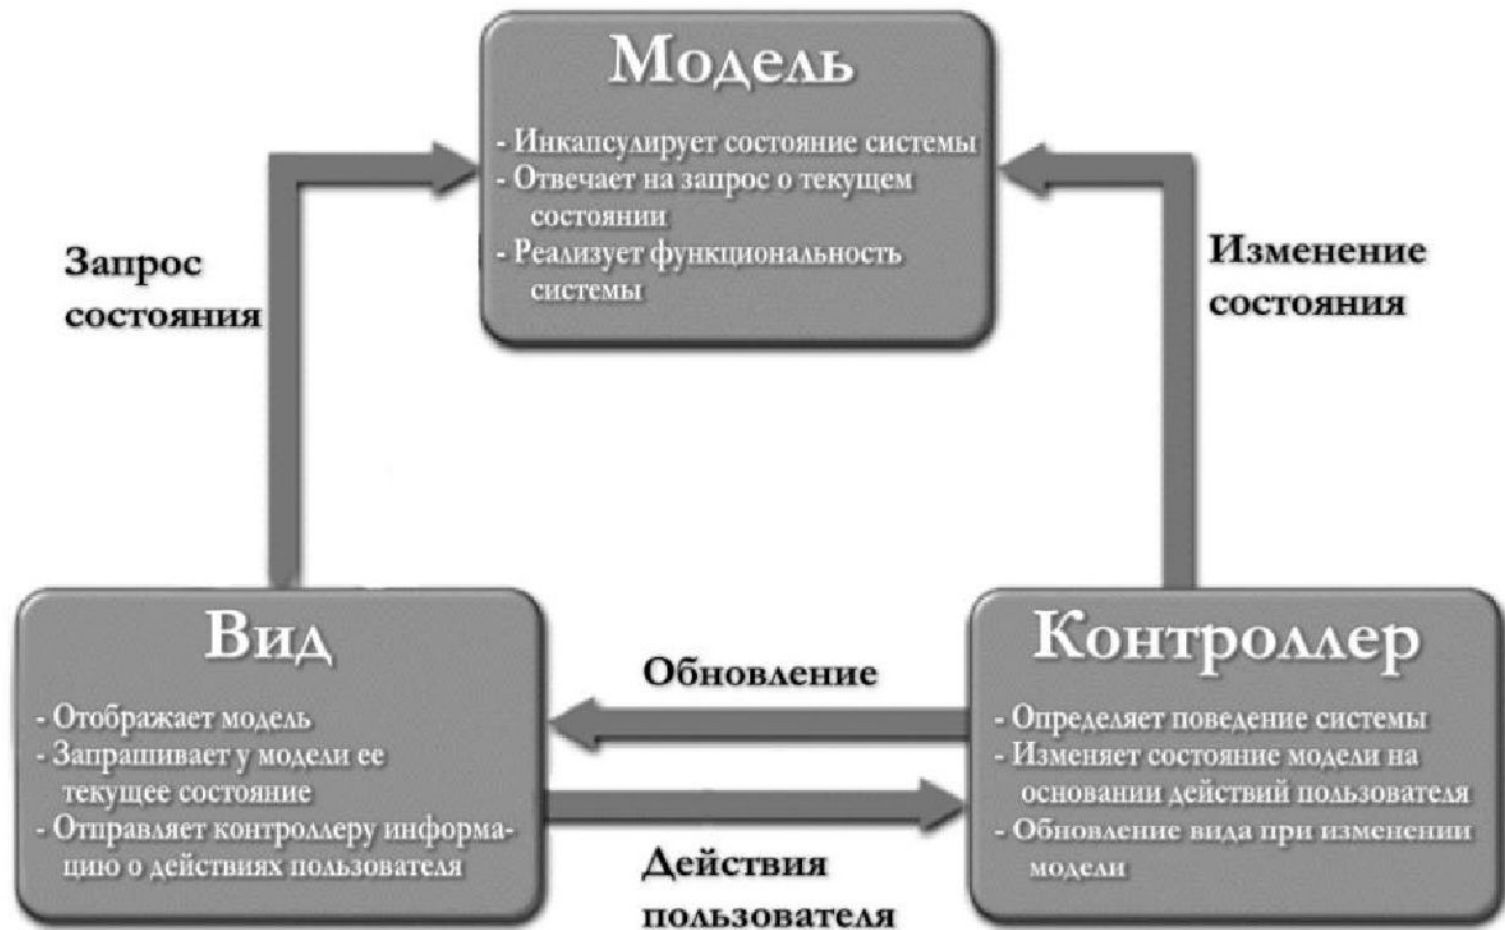 Модель
- Инкапсулирует состояние системы
- Отвечает на запрос о текущем
состоянии
- Реализует функциональность
системы
Запрос
состояния
Изменение
состояния
Вид
- Отображает модель
- Запрашивает у модели ее
текущее состояние
- Отправляет контроллеру информа-
цию о действиях пользователя
Обновление
Действия
пользователя
Контроллер
- Определяет поведение системы
- Изменяет состояние модели на
основании действий пользователя
- Обновление вида при изменении
модели